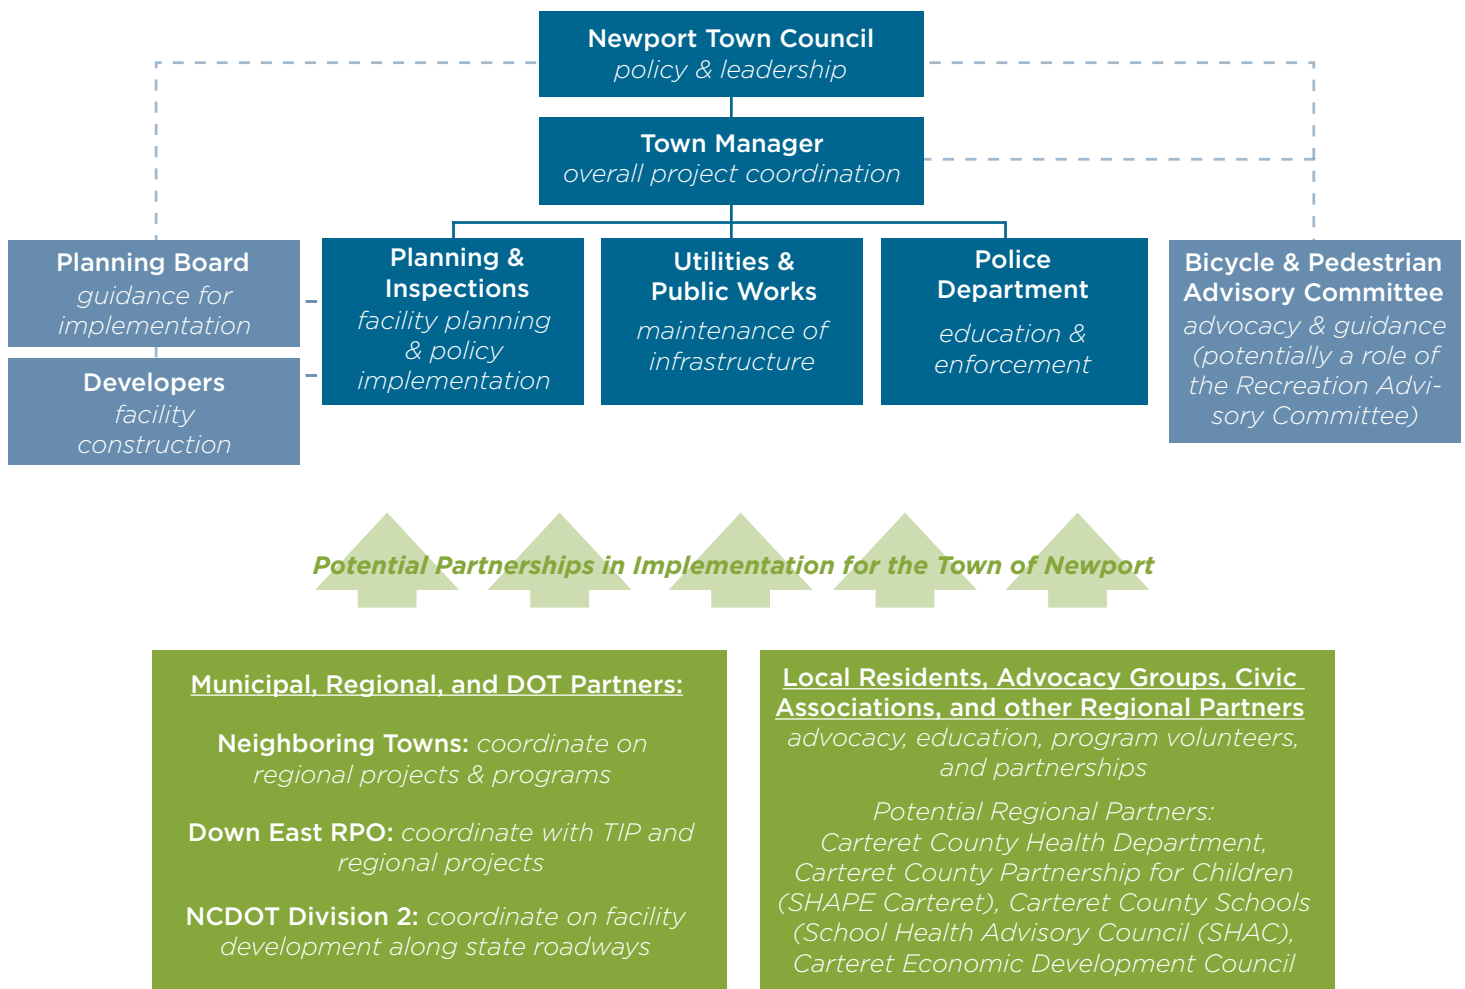 Newport Town Council
policy & leadership
Town Manager
overall project coordination
Planning Board
guidance for
implementation
Developers
facility
construction
Planning &
Inspections
facility planning
& policy
implementation
Utilities &
Public Works
maintenance of
infrastructure
Police
Department
education &
enforcement
Bicycle & Pedestrian
Advisory Committee
advocacy & guidance
(potentially a role of
the Recreation Advi-
sory Committee)
Potential Partnerships in Implementation for the Town of Newport
Municipal, Regional, and DOT Partners:
Neighboring Towns: coordinate on
regional projects & programs
Down East RPO: coordinate with TIP and
regional projects
NCDOT Division 2: coordinate on facility
development along state roadways
Local Residents, Advocacy Groups, Civic
Associations, and other Regional Partners
advocacy, education, program volunteers,
and partnerships
Potential Regional Partners:
Carteret County Health Department,
Carteret County Partnership for Children
(SHAPE Carteret), Carteret County Schools
(School Health Advisory Council (SHAC),
Carteret Economic Development Council